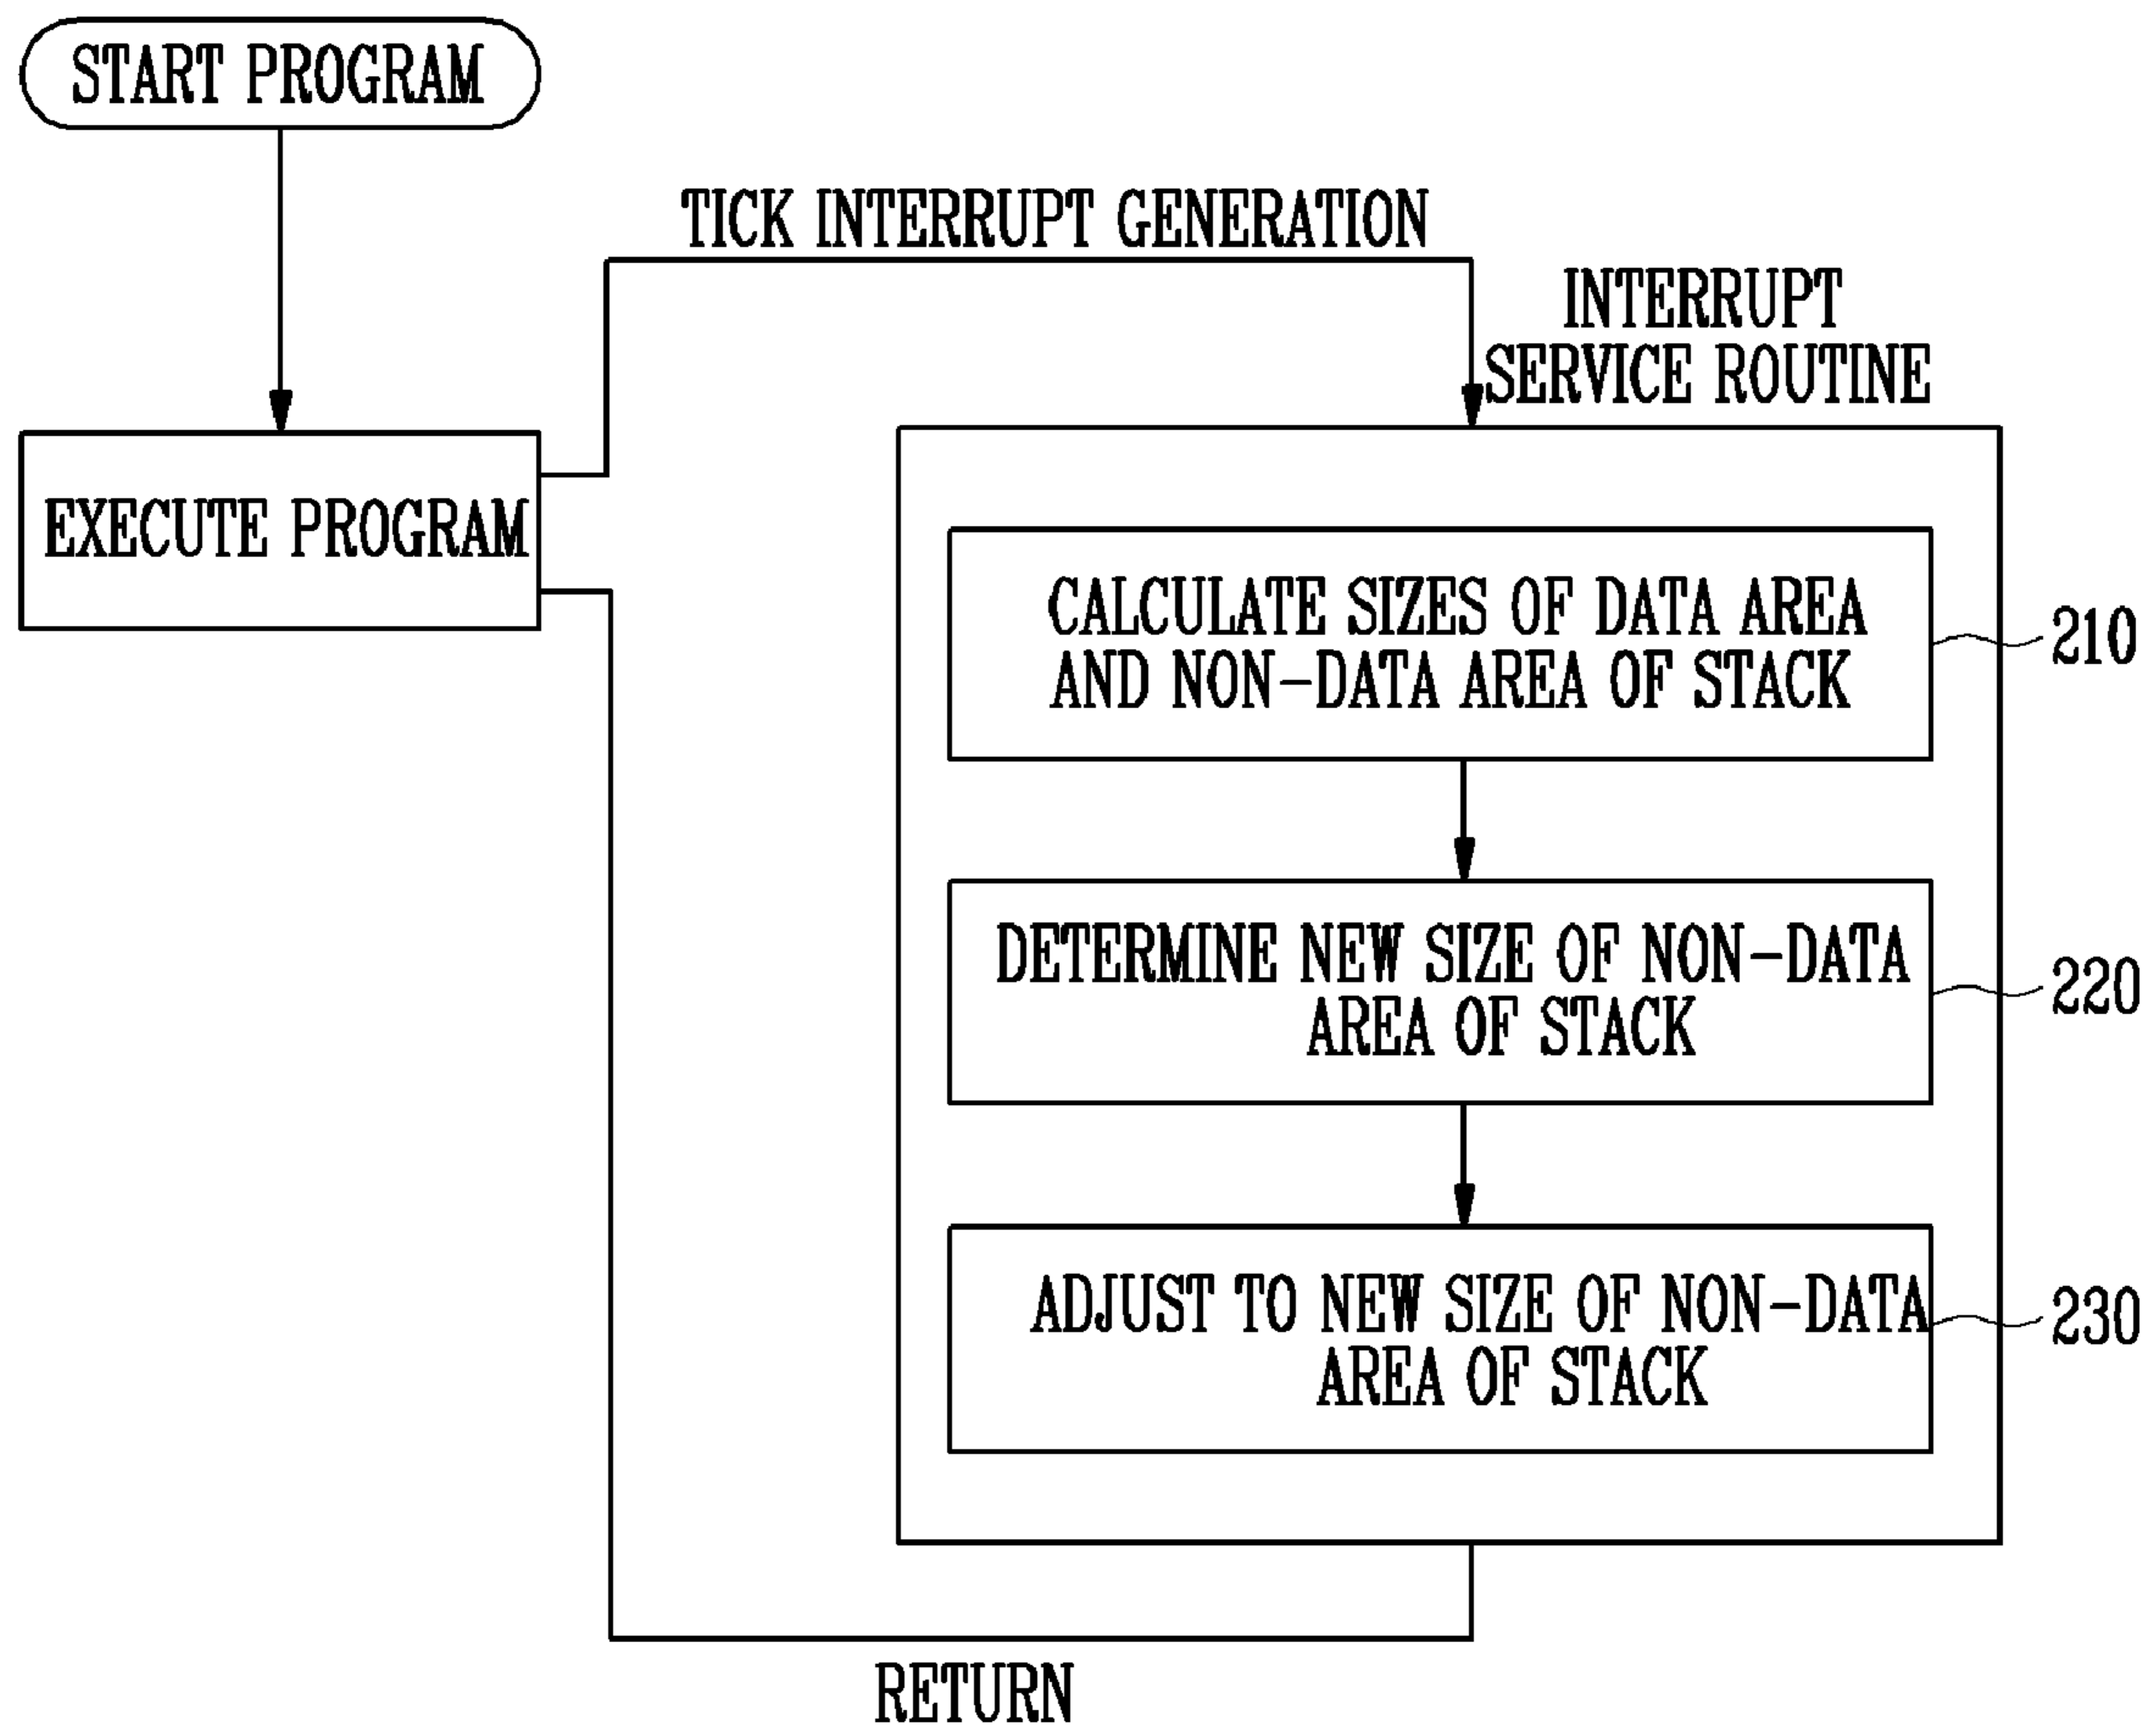 START PROGRAM
TICK INTERRUPT GENERATION
INTERRUPT
SERVICE ROUTINE
EXECUTE PROGRAM
CALCULATE SIZES OF DATA AREA
AND NON-DATA AREA OF STACK
210
DETERMINE NEW SIZE OF NON-DATA
AREA OF STACK
220
ADJUST TO NEW SIZE OF NON-DATA
AREA OF STACK
230
RETURN